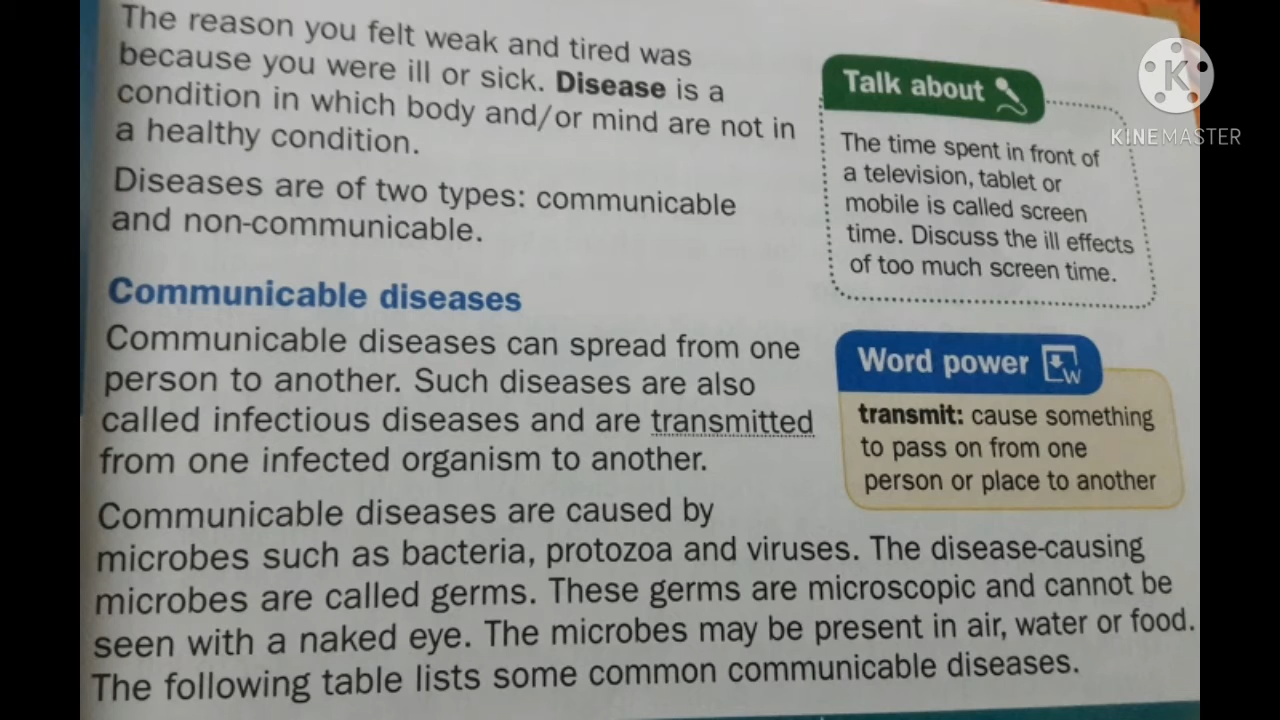 The reason you felt weak and tired was
because you were ill or sick. Disease is a
condition in which body and/or mind are not in
a healthy condition.
Diseases are of two types: communicable
and non-communicable.
Communicable diseases
Communicable diseases can spread from one
person to another. Such diseases are also
called infectious diseases and are transmitted
from one infected organism to another.
Communicable diseases are caused by
microbes such as bacteria, protozoa and viruses. The disease-causing
microbes are called germs. These germs are microscopic and cannot be
seen with a naked eye. The microbes may be present in air, water or food.
The following table lists some common communicable diseases.
Talk about
The time spent in front of
a television, tablet or
mobile is called screen
time. Discuss the ill effects
of too much screen time.
Word power
W
transmit: cause something
to pass on from one
person or place to another
K
KINEMASTER